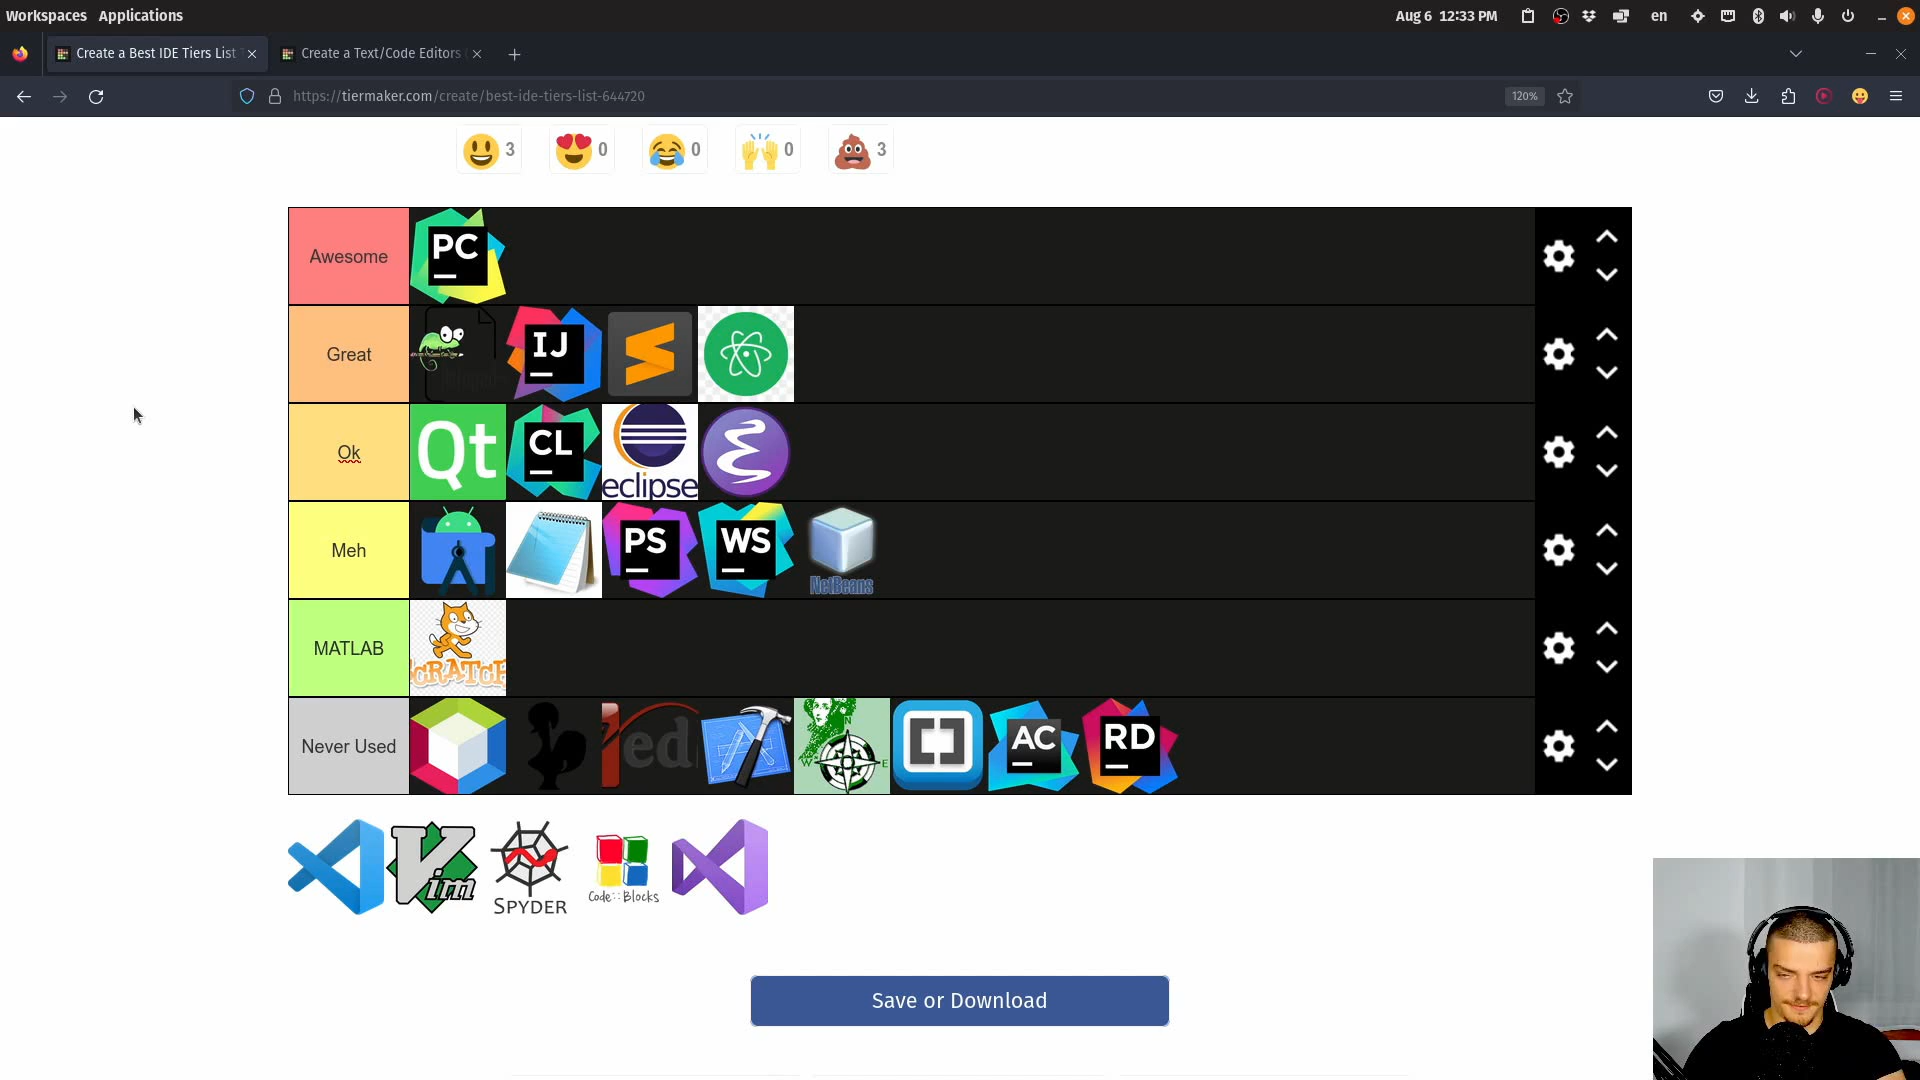 Workspaces Applications
Aug 6 12:33 PM
en
Create a Best IDE Tiers List
Create a Text/Code Editors
https://tiermaker.com/create/best-ide-tiers-list-644720
120%
3
0
0
0
3
Awesome
PC
Great
IJ
Ok
Qt
CL
eclipse
Meh
PS
WS
NetBeans
MATLAB
SCRATCH
Never Used
N
W
E
AC
RD
Vim
SPYDER
Code::Blocks
Save or Download